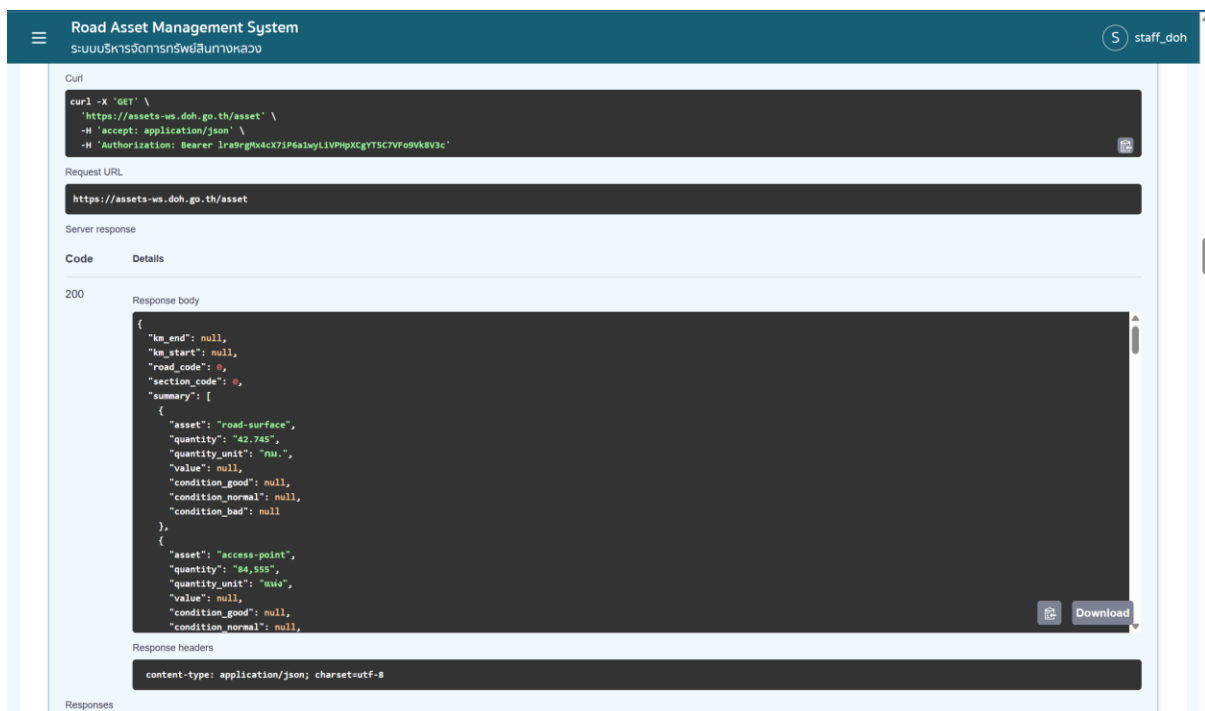 Road Asset Management System
ระบบบริหารจัดการทรัพย์สินทางหลวง
S staff_doh
Curl
curl -X 'GET' \
'https://assets-ws.doh.go.th/asset' \
-H 'accept: application/json' \
-H 'Authorization: Bearer lra9rgMx4cX7iP6a1wyLiVPHpXCgYT5C7VFo9Vk8V3c'
Request URL
https://assets-ws.doh.go.th/asset
Server response
Code Details
200
Response body
{
"km_end": null,
"km_start": null,
"road_code": 0,
"section_code": 0,
"summary": [
{
"asset": "road-surface",
"quantity": "42.745",
"quantity_unit": "กม.",
"value": null,
"condition_good": null,
"condition_normal": null,
"condition_bad": null
},
{
"asset": "access-point",
"quantity": "84,555",
"quantity_unit": "แห่ง",
"value": null,
"condition_good": null,
"condition_normal": null,
Download
Response headers
content-type: application/json; charset=utf-8
Responses